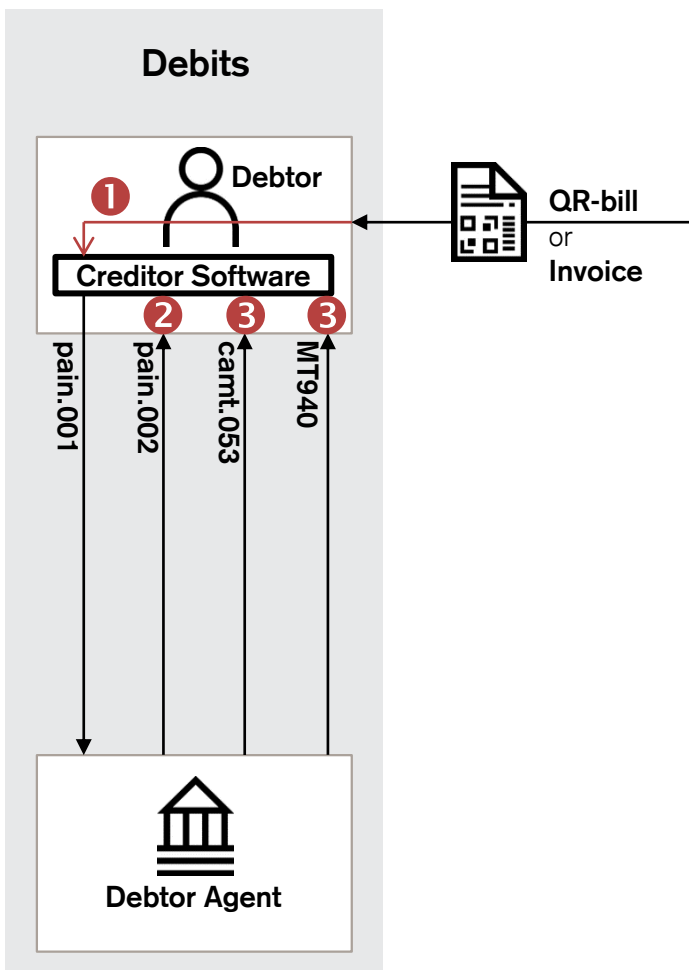 Debits
Debtor
1
QR-bill
or
Invoice
Creditor Software
2
3
3
pain.001
pain.002
camt.053
MT940
Debtor Agent